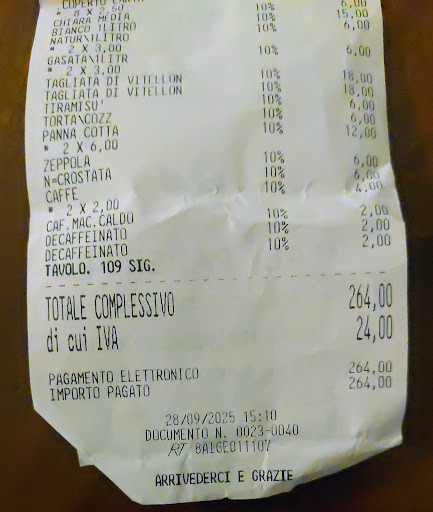 * 8 X 2,50
CHIARA MEDIA 10% 6,00
BIANCO 1LITRO 10% 15,00
NATUR\1LITRO 10% 6,00
* 2 X 3,00
GASATA\1LITR 10% 6,00
* 2 X 3,00
TAGLIATA DI VITELLON 10% 18,00
TAGLIATA DI VITELLON 10% 18,00
TIRAMISU' 10% 6,00
TORTA\COZZ 10% 6,00
PANNA COTTA 10% 12,00
* 2 X 6,00
ZEPPOLA 10% 6,00
N=CROSTATA 10% 6,00
CAFFE 10% 4,00
* 2 X 2,00
CAF.MAC.CALDO 10% 2,00
DECAFFEINATO 10% 2,00
DECAFFEINATO 10% 2,00
TAVOLO. 109 SIG.
TOTALE COMPLESSIVO 264,00
di cui IVA 24,00
PAGAMENTO ELETTRONICO 264,00
IMPORTO PAGATO 264,00
28/09/2025 15:10
DOCUMENTO N. 0023-0040
RT 8AIGE011107
ARRIVEDERCI E GRAZIE